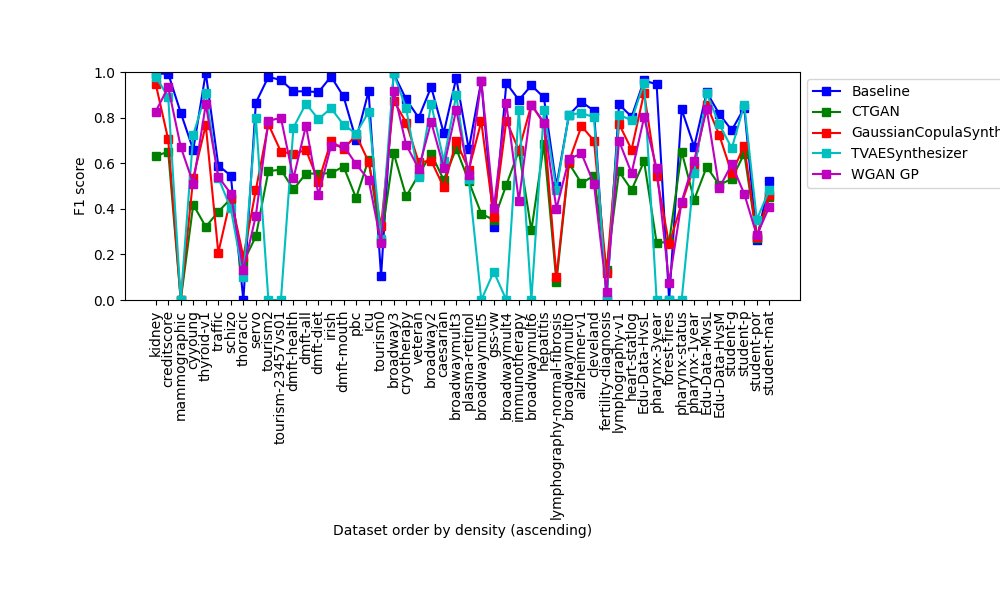 1.0
0.8
0.6
0.4
0.2
0.0
F1 score
Baseline
CTGAN
GaussianCopulaSynth
TVAESynthesizer
WGAN GP
kidney
creditscore
mammographic
cyyoung
thyroid-v1
traffic
schizo
thoracic
servo
tourism2
tourism-23457vs01
dmft-health
dmft-all
dmft-diet
irish
dmft-mouth
pbc
icu
tourism0
broadway3
cryotherapy
veteran
broadway2
caesarian
broadwaymult3
plasma-retinol
broadwaymult5
gss-vw
broadwaymult4
immunotherapy
broadwaymult6
hepatitis
lymphography-normal-fibrosis
broadwaymult0
alzheimer-v1
cleveland
fertility-diagnosis
lymphography-v1
heart-statlog
Edu-Data-HvsL
pharynx-3year
forest-fires
pharynx-status
pharynx-1year
Edu-Data-MvsL
Edu-Data-HvsM
student-g
student-p
student-por
student-mat
Dataset order by density (ascending)